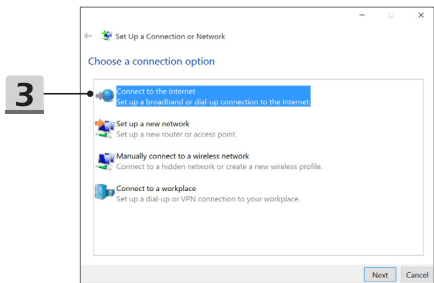 Set Up a Connection or Network
Choose a connection option
3
Connect to the Internet
Set up a broadband or dial-up connection to the Internet.
Set up a new network
Set up a new router or access point.
Manually connect to a wireless network
Connect to a hidden network or create a new wireless profile.
Connect to a workplace
Set up a dial-up or VPN connection to your workplace.
Next Cancel